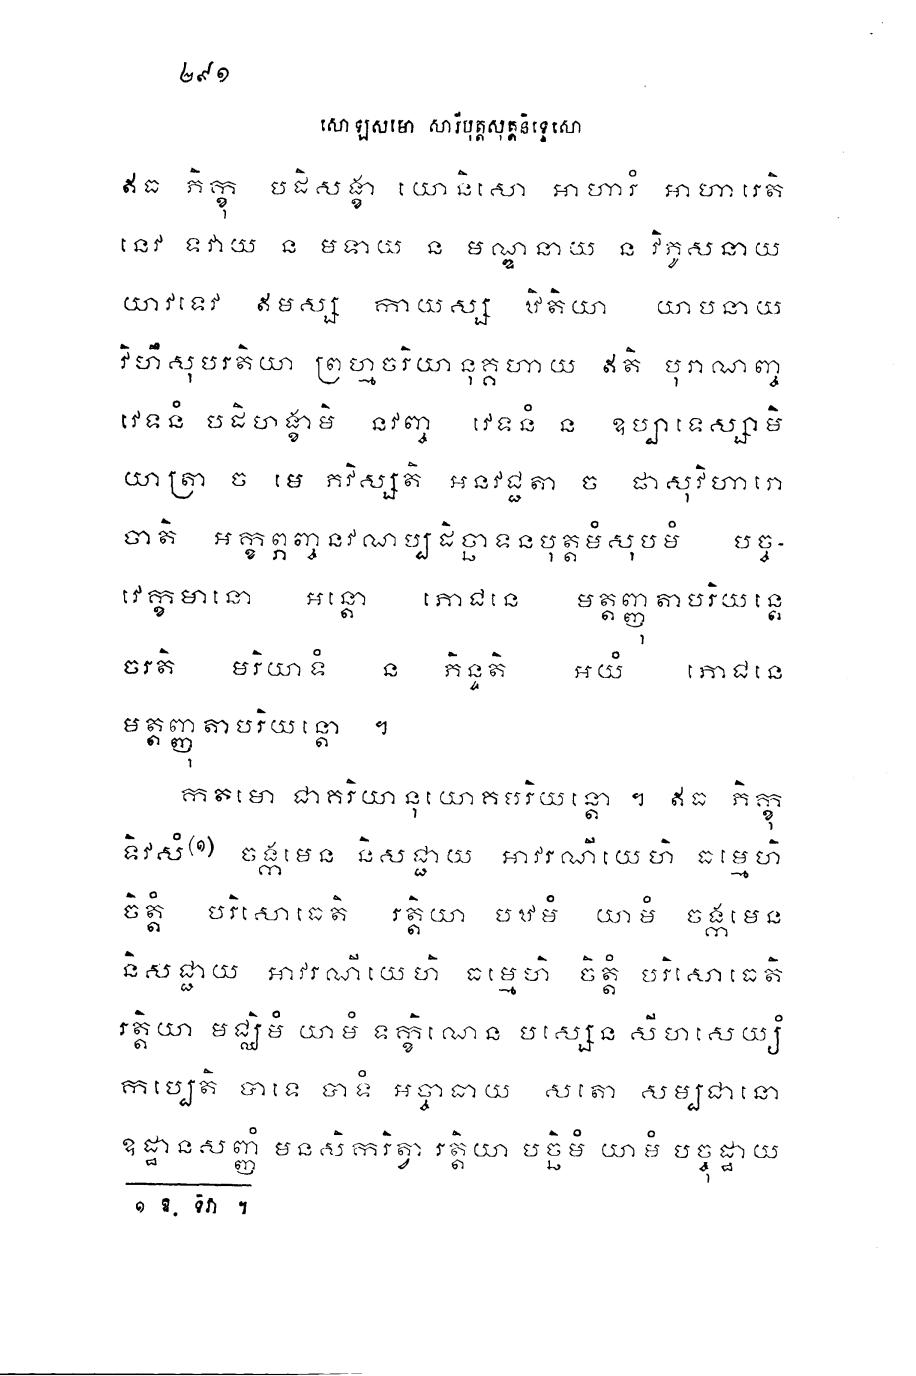 ២៩១
សោឡសមោ សារីបុត្តសុត្តនិទ្ទេសោ
ឥធ ភិក្ខុ បដិសង្ខា យោនិសោ អាហារំ អាហារេតិ
នេវ ទវាយ ន មទាយ ន មណ្ឌនាយ ន វិភូសនាយ
យាវទេវ ឥមស្ស កាយស្ស ឋិតិយា យាបនាយ
វិហឹសុបរតិយា ព្រហ្មចរិយានុគ្គហាយ ឥតិ បុរាណញ្ច
វេទនំ បដិហង្ខាមិ នវញ្ច វេទនំ ន ឧប្បាទេស្សាមិ
យាត្រា ច មេ ភវិស្សតិ អនវជ្ជតា ច ផាសុវិហារោ
ចាតិ អក្ខព្ភញ្ជនវណប្បដិច្ឆាទនបុត្តមំសុបមំ បច្ច-
វេក្ខមានោ អន្តោ ភោជនេ មត្តញ្ញុតាបរិយន្តេ
ចរតិ មរិយាទំ ន ភិន្ទតិ អយំ ភោជនេ
មត្តញ្ញុតាបរិយន្តោ ។
កតមោ ជាគរិយានុយោគបរិយន្តោ ។ ឥធ ភិក្ខុ
ទិវសំ(១) ចង្កមេន និសជ្ជាយ អាវរណីយេហិ ធម្មេហិ
ចិត្តំ បរិសោធេតិ រត្តិយា បឋមំ យាមំ ចង្កមេន
និសជ្ជាយ អាវរណីយេហិ ធម្មេហិ ចិត្តំ បរិសោធេតិ
រត្តិយា មជ្ឈិមំ យាមំ ទក្ខិណេន បស្សេន សីហសេយ្យំ
កប្បេតិ បាទេ បាទំ អច្ចាធាយ សតោ សម្បជានោ
ឧដ្ឋានសញ្ញំ មនសិករិត្វា រត្តិយា បច្ឆិមំ យាមំ បច្ចុដ្ឋាយ
១ ឱ. ទិវា ។